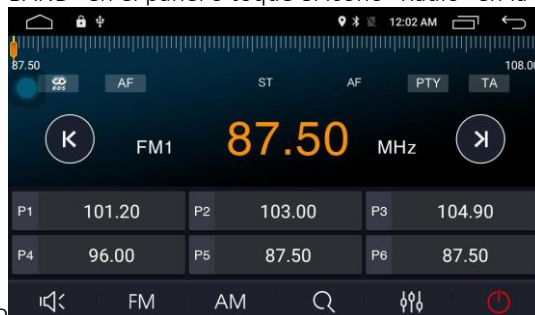 BAND" en el panel o toque el icono "Radio" en la
12:02 AM
87.50 108.00
RDS AF ST AF PTY TA
FM1 87.50 MHz
P1 101.20 P2 103.00 P3 104.90
P4 96.00 P5 87.50 P6 87.50
FM AM